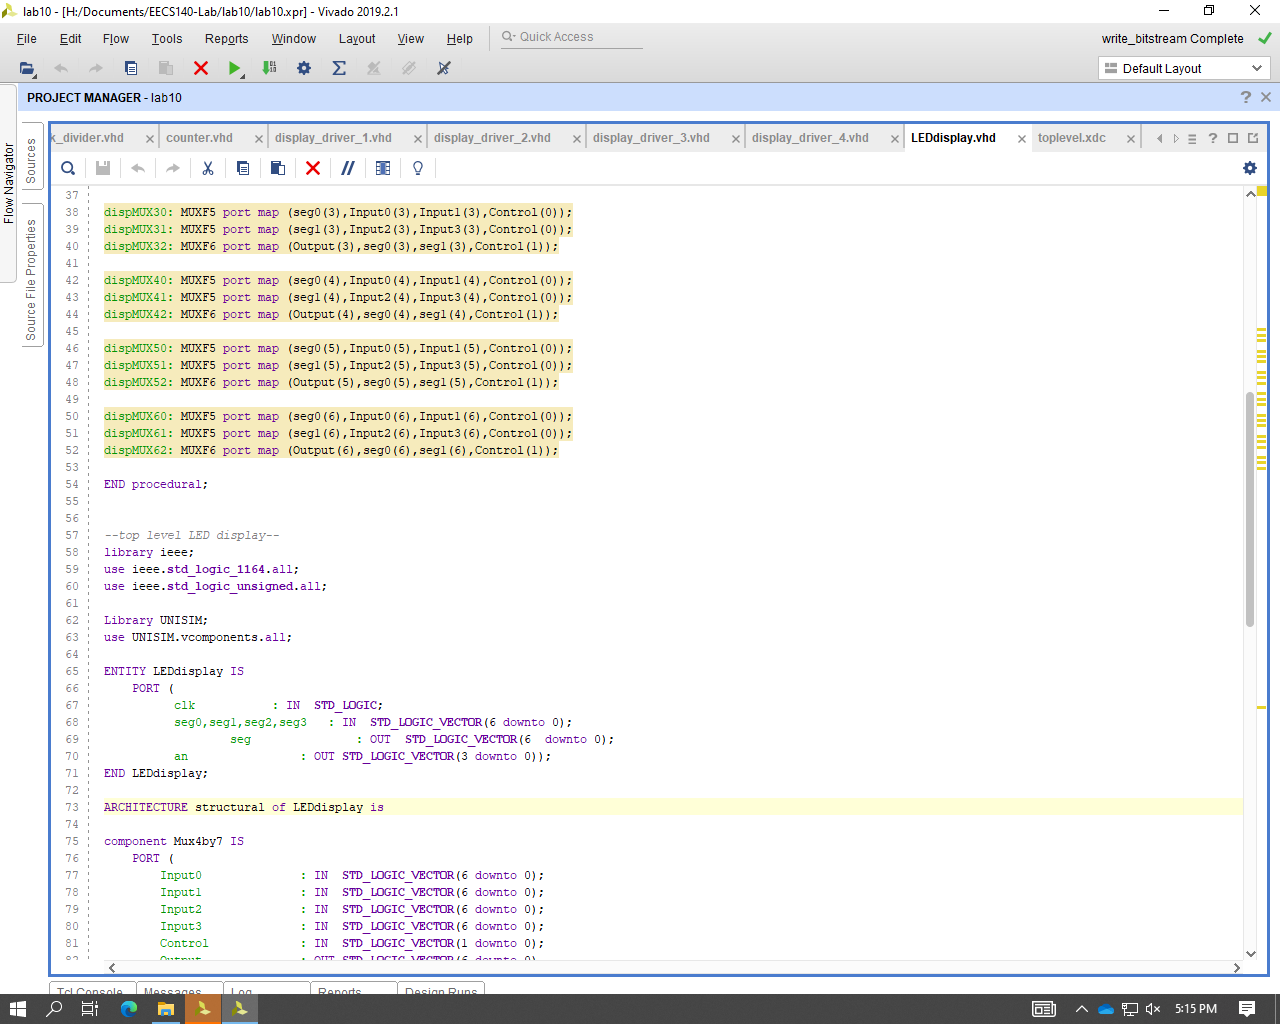 lab10 - [H:/Documents/EECS140-Lab/lab10/lab10.xpr] - Vivado 2019.2.1
File Edit Flow Tools Reports Window Layout View Help Quick Access
write_bitstream Complete
Default Layout
PROJECT MANAGER - lab10
Flow Navigator
Sources
Source File Properties
k_divider.vhd counter.vhd display_driver_1.vhd display_driver_2.vhd display_driver_3.vhd display_driver_4.vhd LEDdisplay.vhd toplevel.xdc
37
38 dispMUX30: MUXF5 port map (seg0(3),Input0(3),Input1(3),Control(0));
39 dispMUX31: MUXF5 port map (seg1(3),Input2(3),Input3(3),Control(0));
40 dispMUX32: MUXF6 port map (Output(3),seg0(3),seg1(3),Control(1));
41
42 dispMUX40: MUXF5 port map (seg0(4),Input0(4),Input1(4),Control(0));
43 dispMUX41: MUXF5 port map (seg1(4),Input2(4),Input3(4),Control(0));
44 dispMUX42: MUXF6 port map (Output(4),seg0(4),seg1(4),Control(1));
45
46 dispMUX50: MUXF5 port map (seg0(5),Input0(5),Input1(5),Control(0));
47 dispMUX51: MUXF5 port map (seg1(5),Input2(5),Input3(5),Control(0));
48 dispMUX52: MUXF6 port map (Output(5),seg0(5),seg1(5),Control(1));
49
50 dispMUX60: MUXF5 port map (seg0(6),Input0(6),Input1(6),Control(0));
51 dispMUX61: MUXF5 port map (seg1(6),Input2(6),Input3(6),Control(0));
52 dispMUX62: MUXF6 port map (Output(6),seg0(6),seg1(6),Control(1));
53
54 END procedural;
55
56
57 --top level LED display--
58 library ieee;
59 use ieee.std_logic_1164.all;
60 use ieee.std_logic_unsigned.all;
61
62 Library UNISIM;
63 use UNISIM.vcomponents.all;
64
65 ENTITY LEDdisplay IS
66 PORT (
67 clk : IN STD_LOGIC;
68 seg0,seg1,seg2,seg3 : IN STD_LOGIC_VECTOR(6 downto 0);
69 seg : OUT STD_LOGIC_VECTOR(6 downto 0);
70 an : OUT STD_LOGIC_VECTOR(3 downto 0));
71 END LEDdisplay;
72
73 ARCHITECTURE structural of LEDdisplay is
74
75 component Mux4by7 IS
76 PORT (
77 Input0 : IN STD_LOGIC_VECTOR(6 downto 0);
78 Input1 : IN STD_LOGIC_VECTOR(6 downto 0);
79 Input2 : IN STD_LOGIC_VECTOR(6 downto 0);
80 Input3 : IN STD_LOGIC_VECTOR(6 downto 0);
81 Control : IN STD_LOGIC_VECTOR(1 downto 0);
82 Output : OUT STD_LOGIC_VECTOR(6 downto 0)
Tcl Console Messages Log Reports Design Runs
5:15 PM